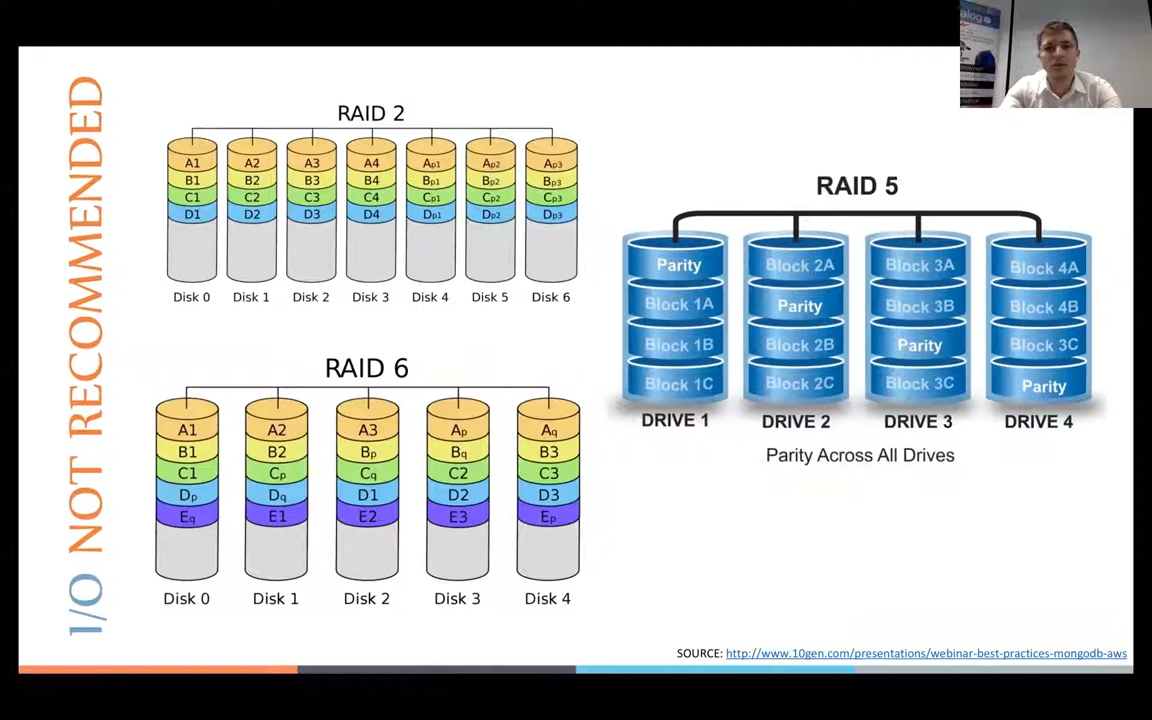 I/O NOT RECOMMENDED
RAID 2
A1 A2 A3 A4 Ap1 Ap2 Ap3
B1 B2 B3 B4 Bp1 Bp2 Bp3
C1 C2 C3 C4 Cp1 Cp2 Cp3
D1 D2 D3 D4 Dp1 Dp2 Dp3
Disk 0 Disk 1 Disk 2 Disk 3 Disk 4 Disk 5 Disk 6
RAID 6
A1 A2 A3 Ap Aq
B1 B2 Bp Bq B3
C1 Cp Cq C2 C3
Dp Dq D1 D2 D3
Eq E1 E2 E3 Ep
Disk 0 Disk 1 Disk 2 Disk 3 Disk 4
RAID 5
Parity Block 2A Block 3A Block 4A
Block 1A Parity Block 3B Block 4B
Block 1B Block 2B Parity Block 3C
Block 1C Block 2C Block 3C Parity
DRIVE 1 DRIVE 2 DRIVE 3 DRIVE 4
Parity Across All Drives
SOURCE: http://www.10gen.com/presentations/webinar-best-practices-mongodb-aws